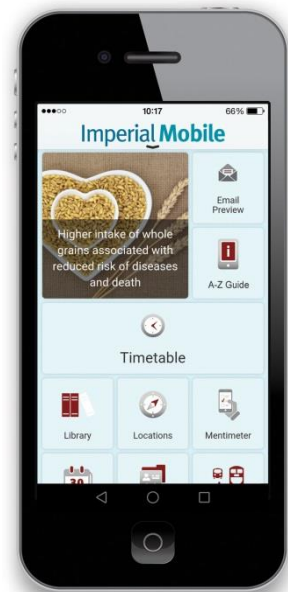 10:17
66%
Imperial Mobile
Higher intake of whole
grains associated with
reduced risk of diseases
and death
Email
Preview
A-Z Guide
Timetable
Library
Locations
Mentimeter
30